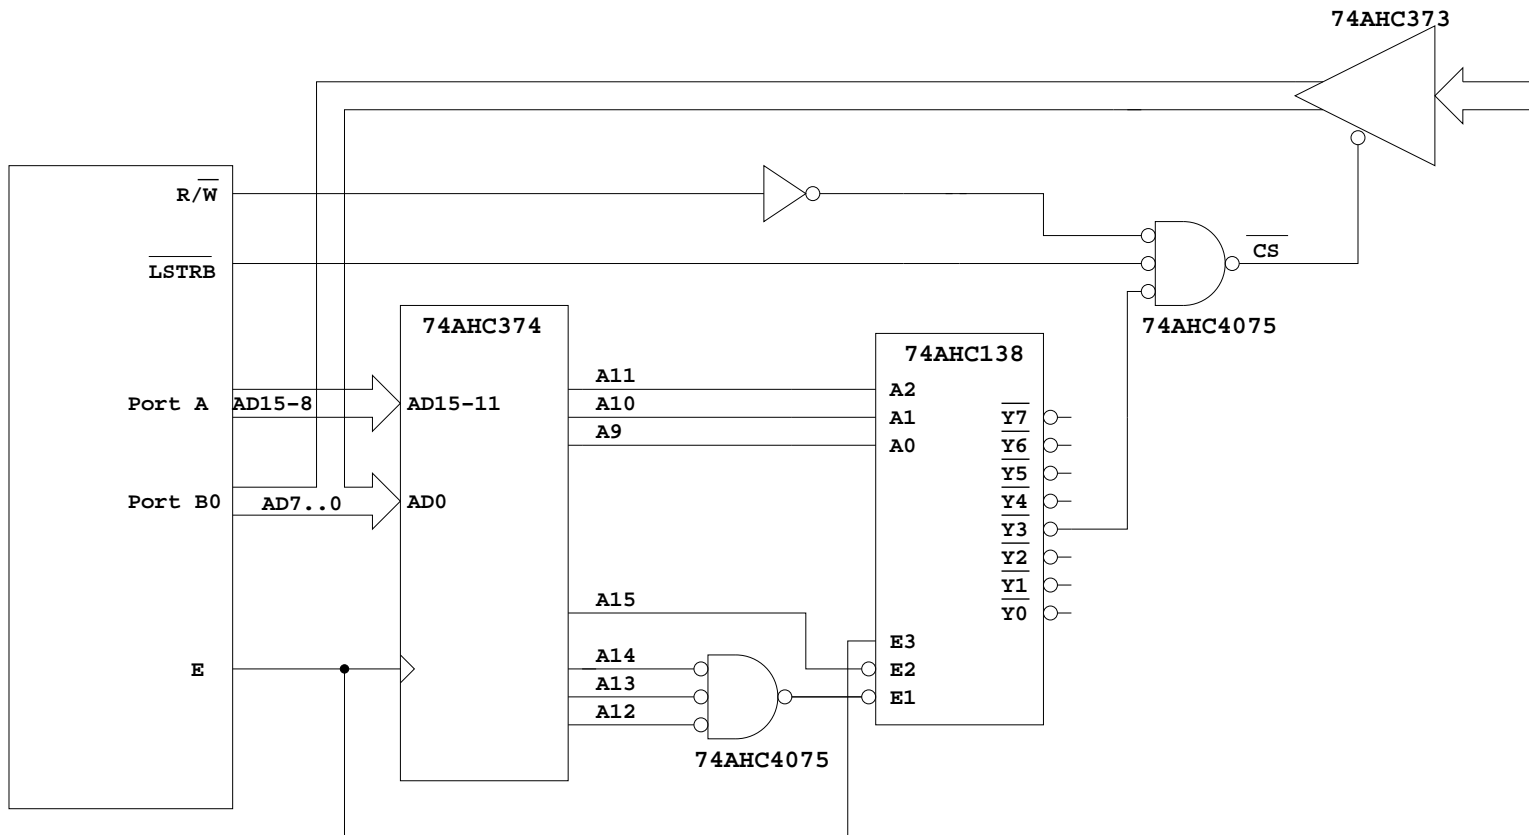 74AHC373
R/W
LSTRB
CS
74AHC4075
74AHC374
74AHC138
A11
A2
Port A
AD15-8
AD15-11
A10
A1
Y7
A9
A0
Y6
Y5
Port B0
AD7..0
AD0
Y4
Y3
Y2
Y1
A15
Y0
E3
E
A14
E2
A13
E1
A12
74AHC4075